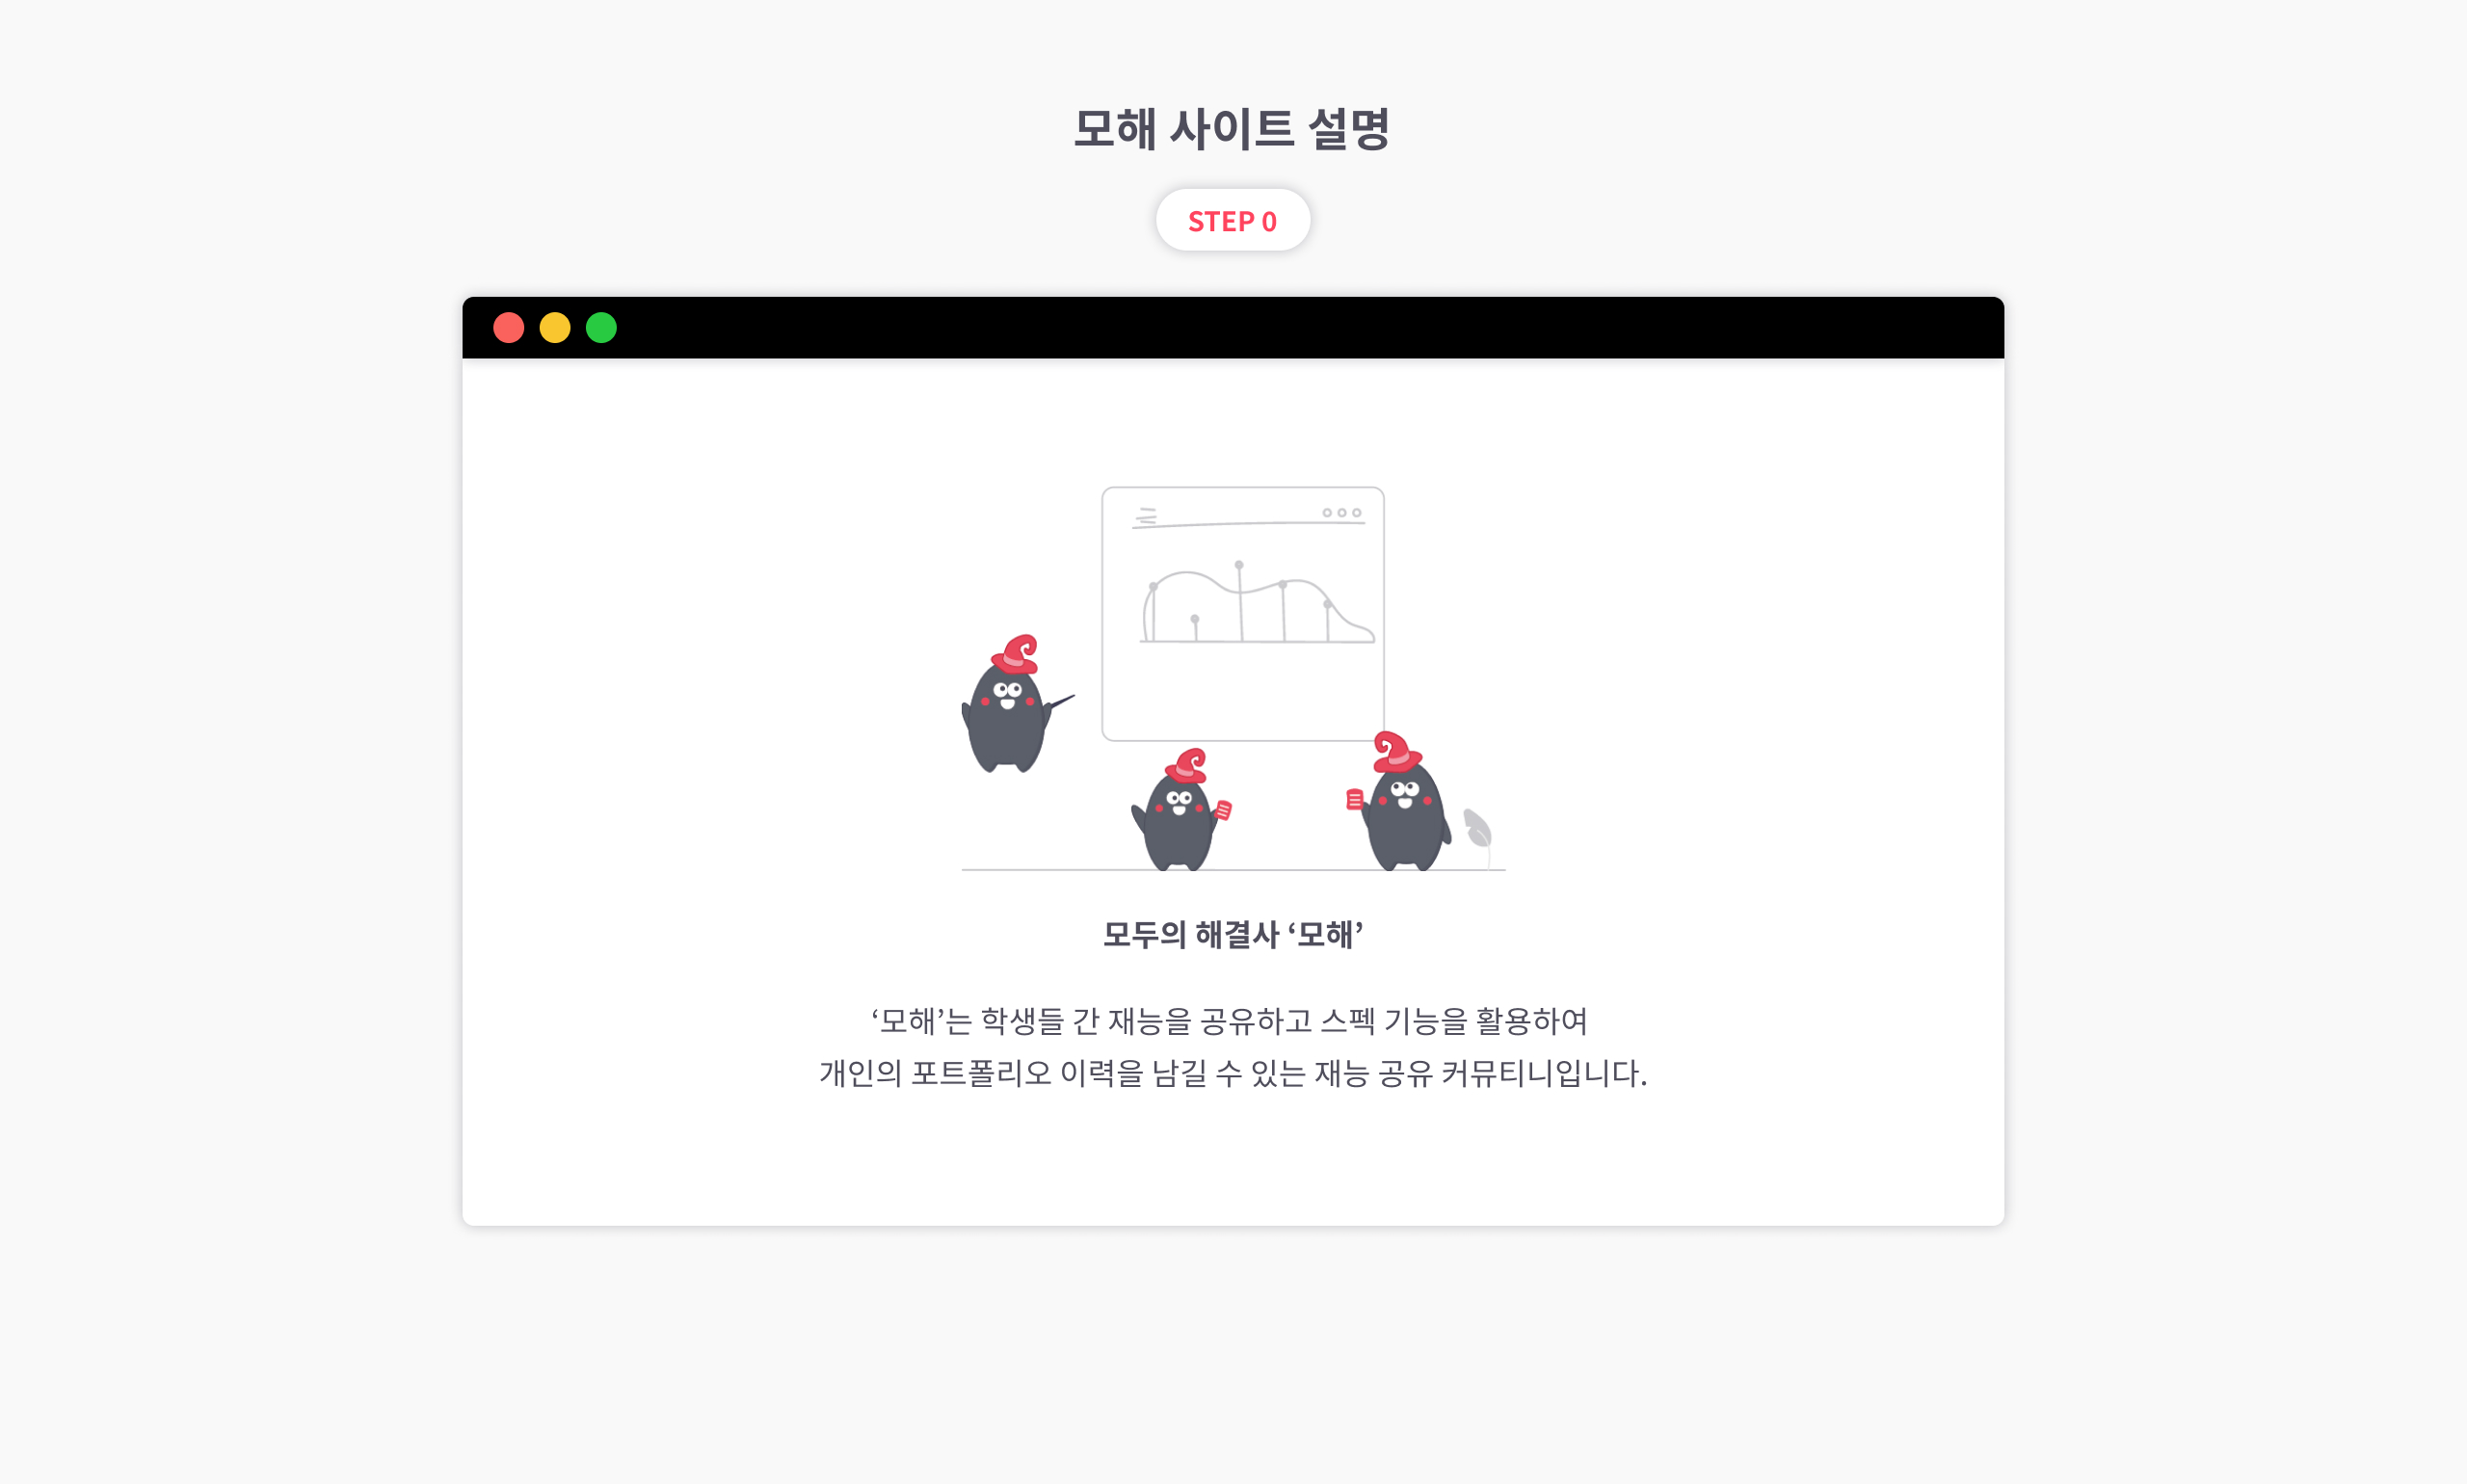 모해 사이트 설명
STEP 0
모두의 해결사 ‘모해’
‘모해’는 학생들 간 재능을 공유하고 스펙 기능을 활용하여
개인의 포트폴리오 이력을 남길 수 있는 재능 공유 커뮤티니입니다.